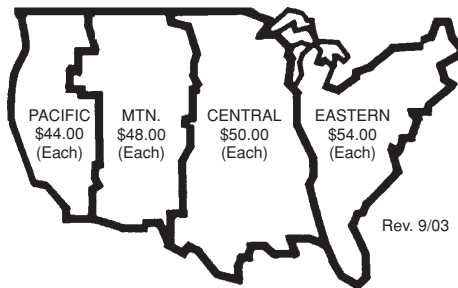 PACIFIC
$44.00
(Each)
MTN.
$48.00
(Each)
CENTRAL
$50.00
(Each)
EASTERN
$54.00
(Each)
Rev. 9/03